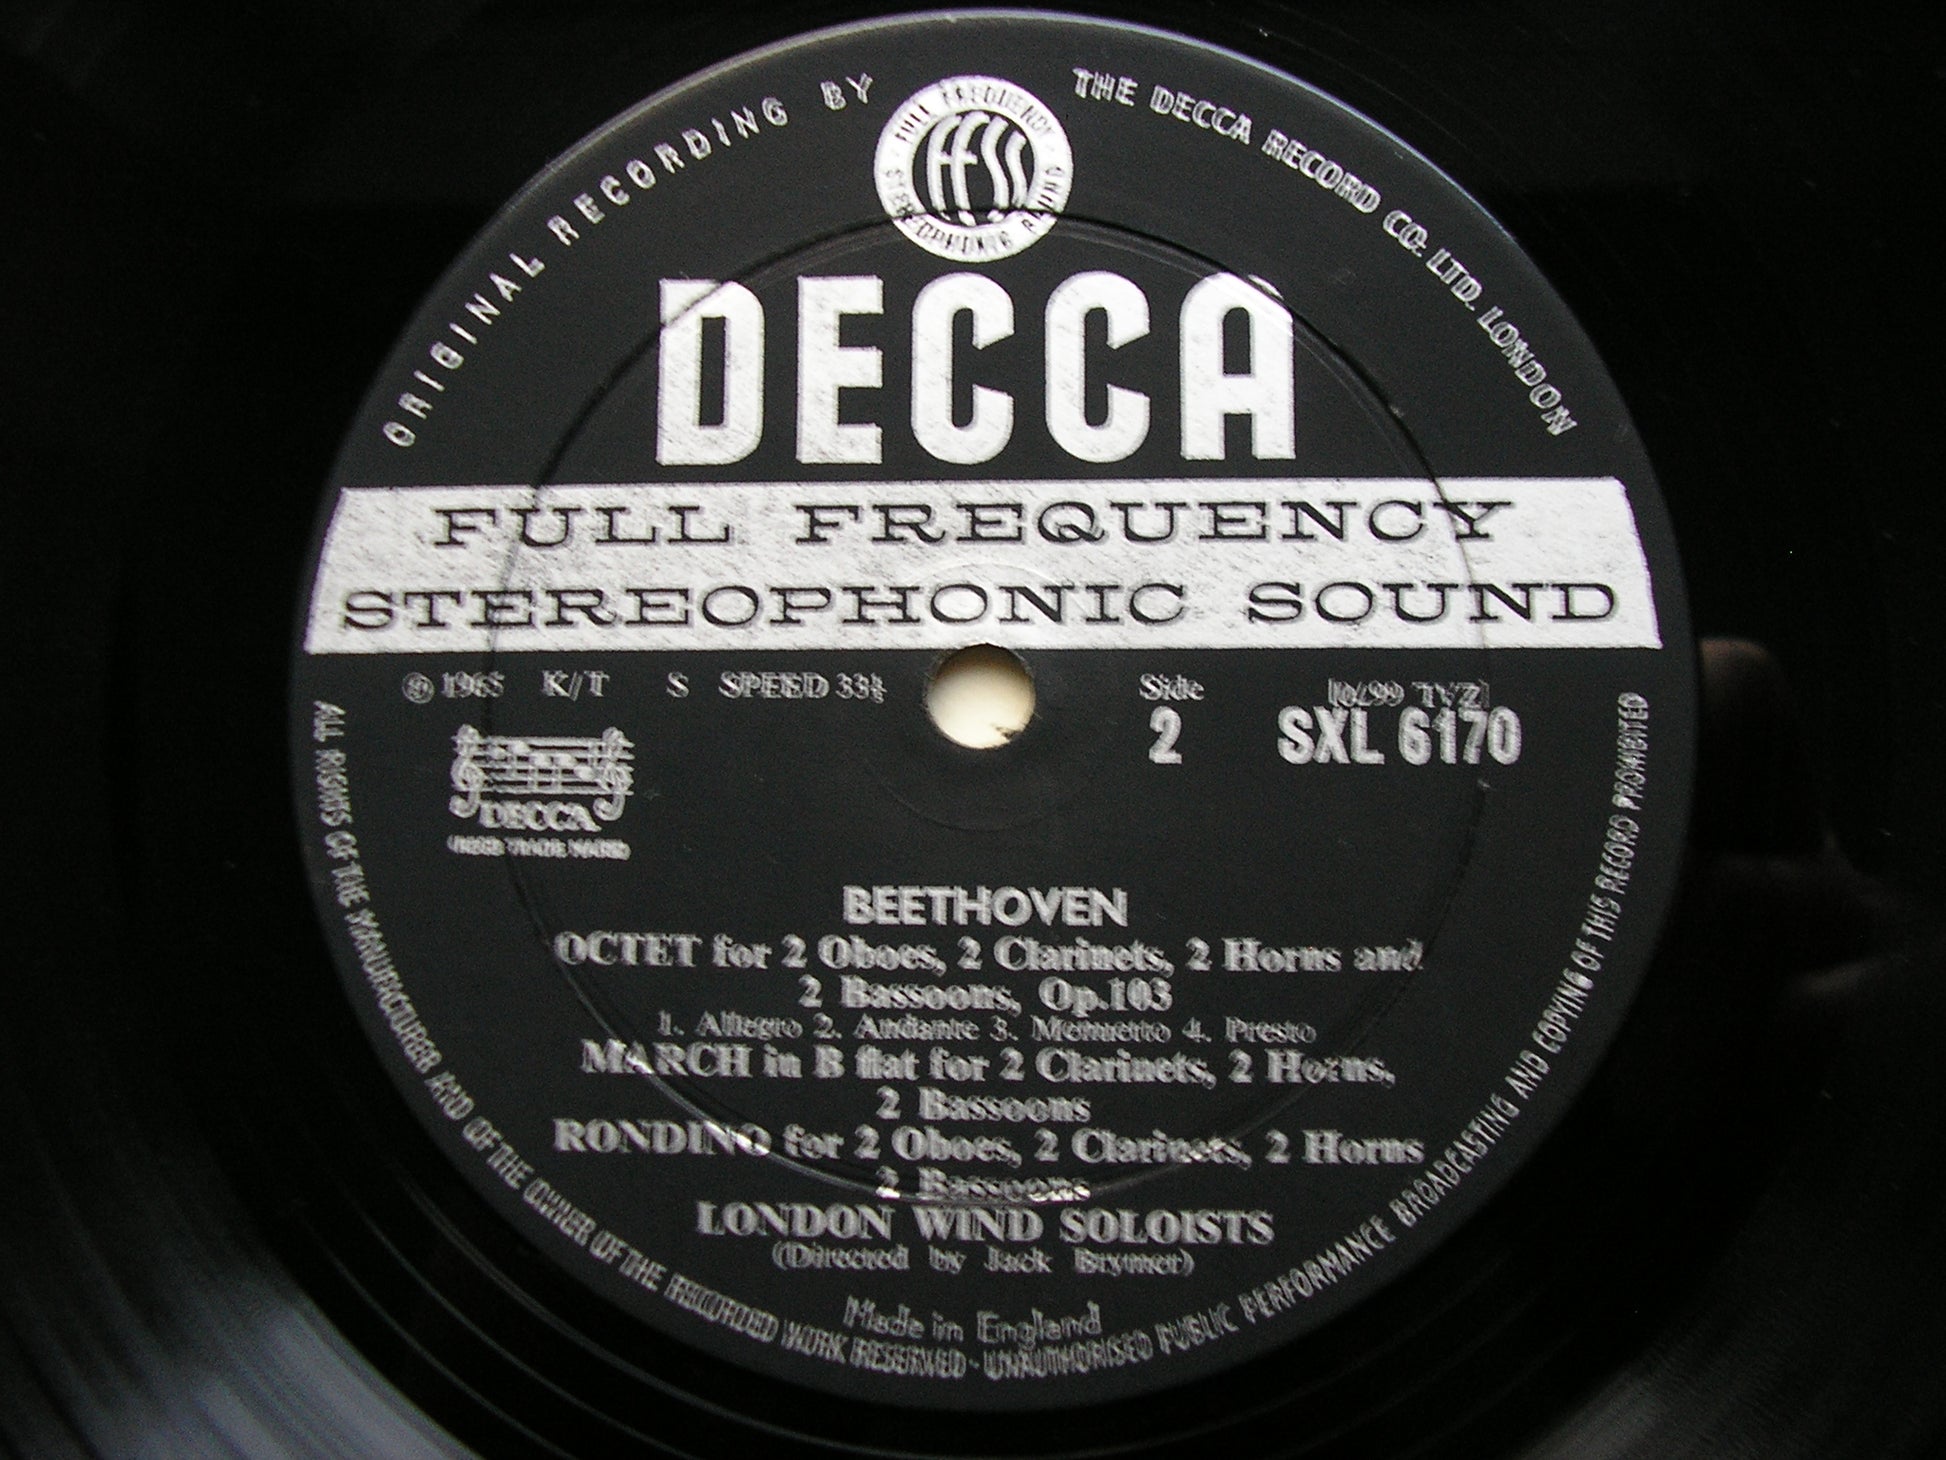 ORIGINAL RECORDING BY THE DECCA RECORD CO. LTD. LONDON
FULL FREQUENCY STEREOPHONIC SOUND
FFSS
DECCA
FULL FREQUENCY
STEREOPHONIC SOUND
℗ 1965 K/T S SPEED 33⅓
Side
2
SXL 6170
DECCA
BEETHOVEN
OCTET for 2 Oboes, 2 Clarinets, 2 Horns and
2 Bassoons, Op.103
1. Allegro 2. Andante 3. Menuetto 4. Presto
MARCH in B flat for 2 Clarinets, 2 Horns,
2 Bassoons
RONDINO for 2 Oboes, 2 Clarinets, 2 Horns
2 Bassoons
LONDON WIND SOLOISTS
(Directed by Jack Brymer)
Made in England
ALL RIGHTS OF THE MANUFACTURER AND OF THE OWNER OF THE RECORDED WORK RESERVED · UNAUTHORISED PUBLIC PERFORMANCE BROADCASTING AND COPYING OF THIS RECORD PROHIBITED